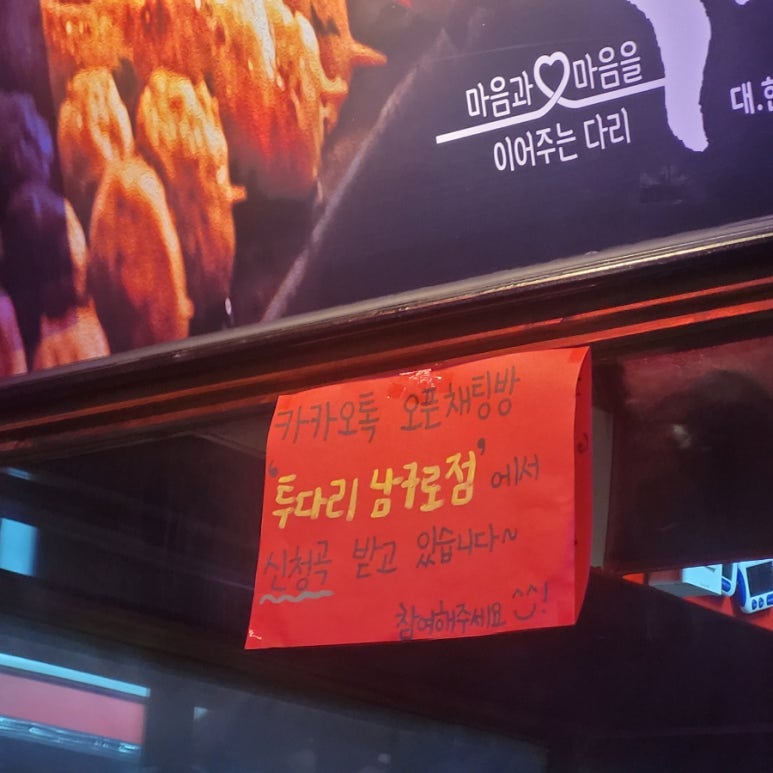 마음과 마음을
이어주는 다리
대.한
카카오톡 오픈채팅방
'투다리 남구로점'에서
신청곡 받고 있습니다~
참여해주세요 ^^!